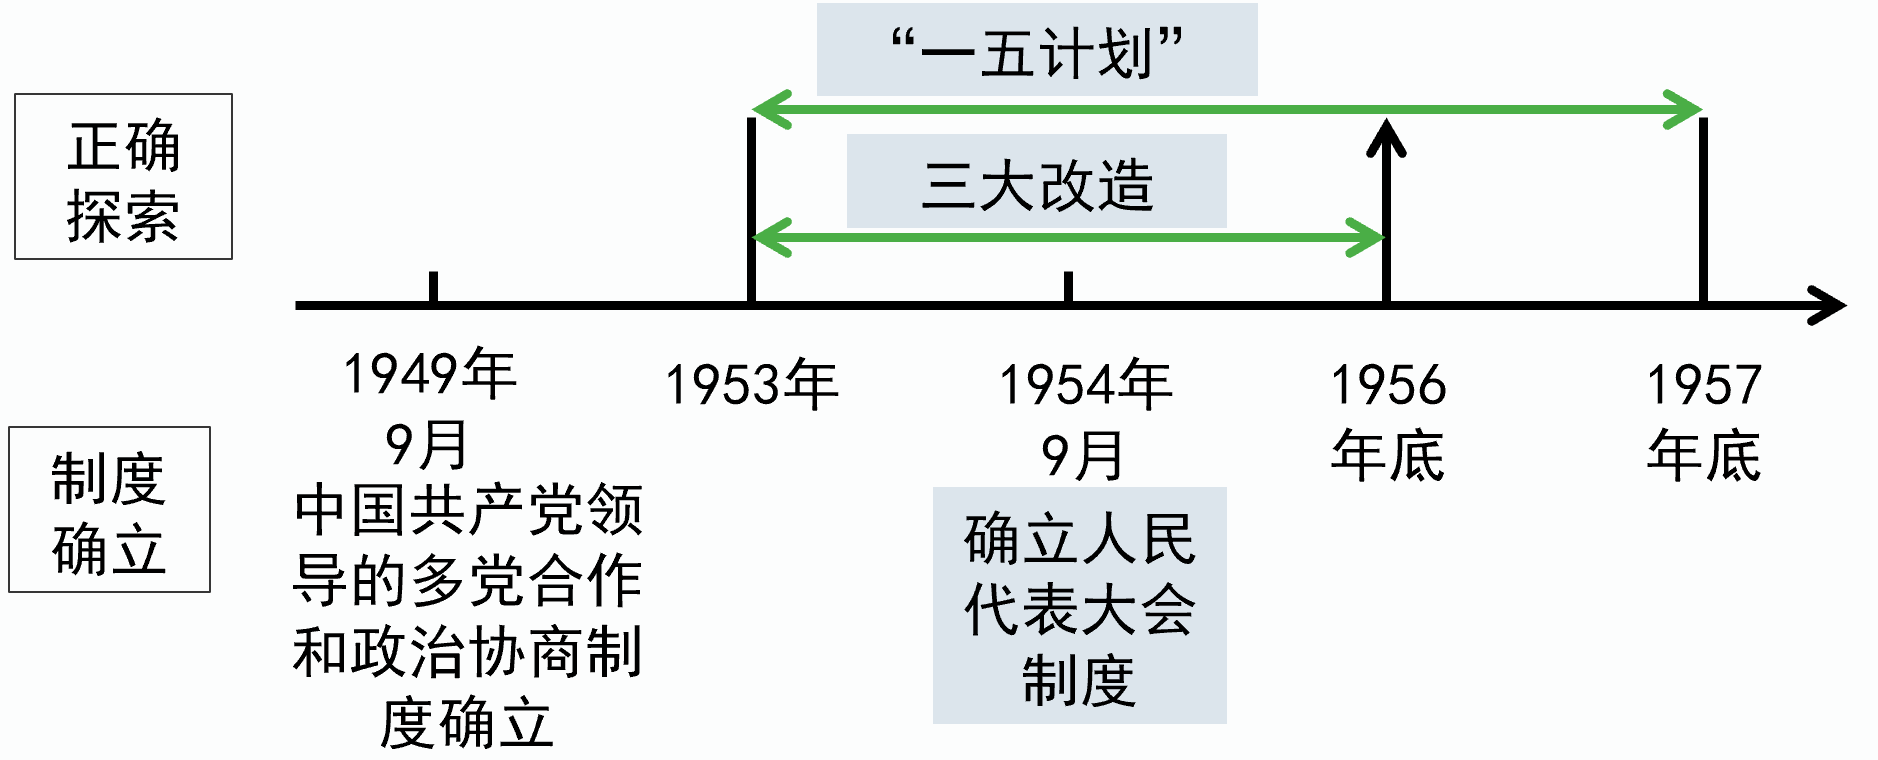 “一五计划”
正确
探索
三大改造
1949年
9月
1953年
1954年
9月
1956
年底
1957
年底
制度
确立
中国共产党领
导的多党合作
和政治协商制
度确立
确立人民
代表大会
制度